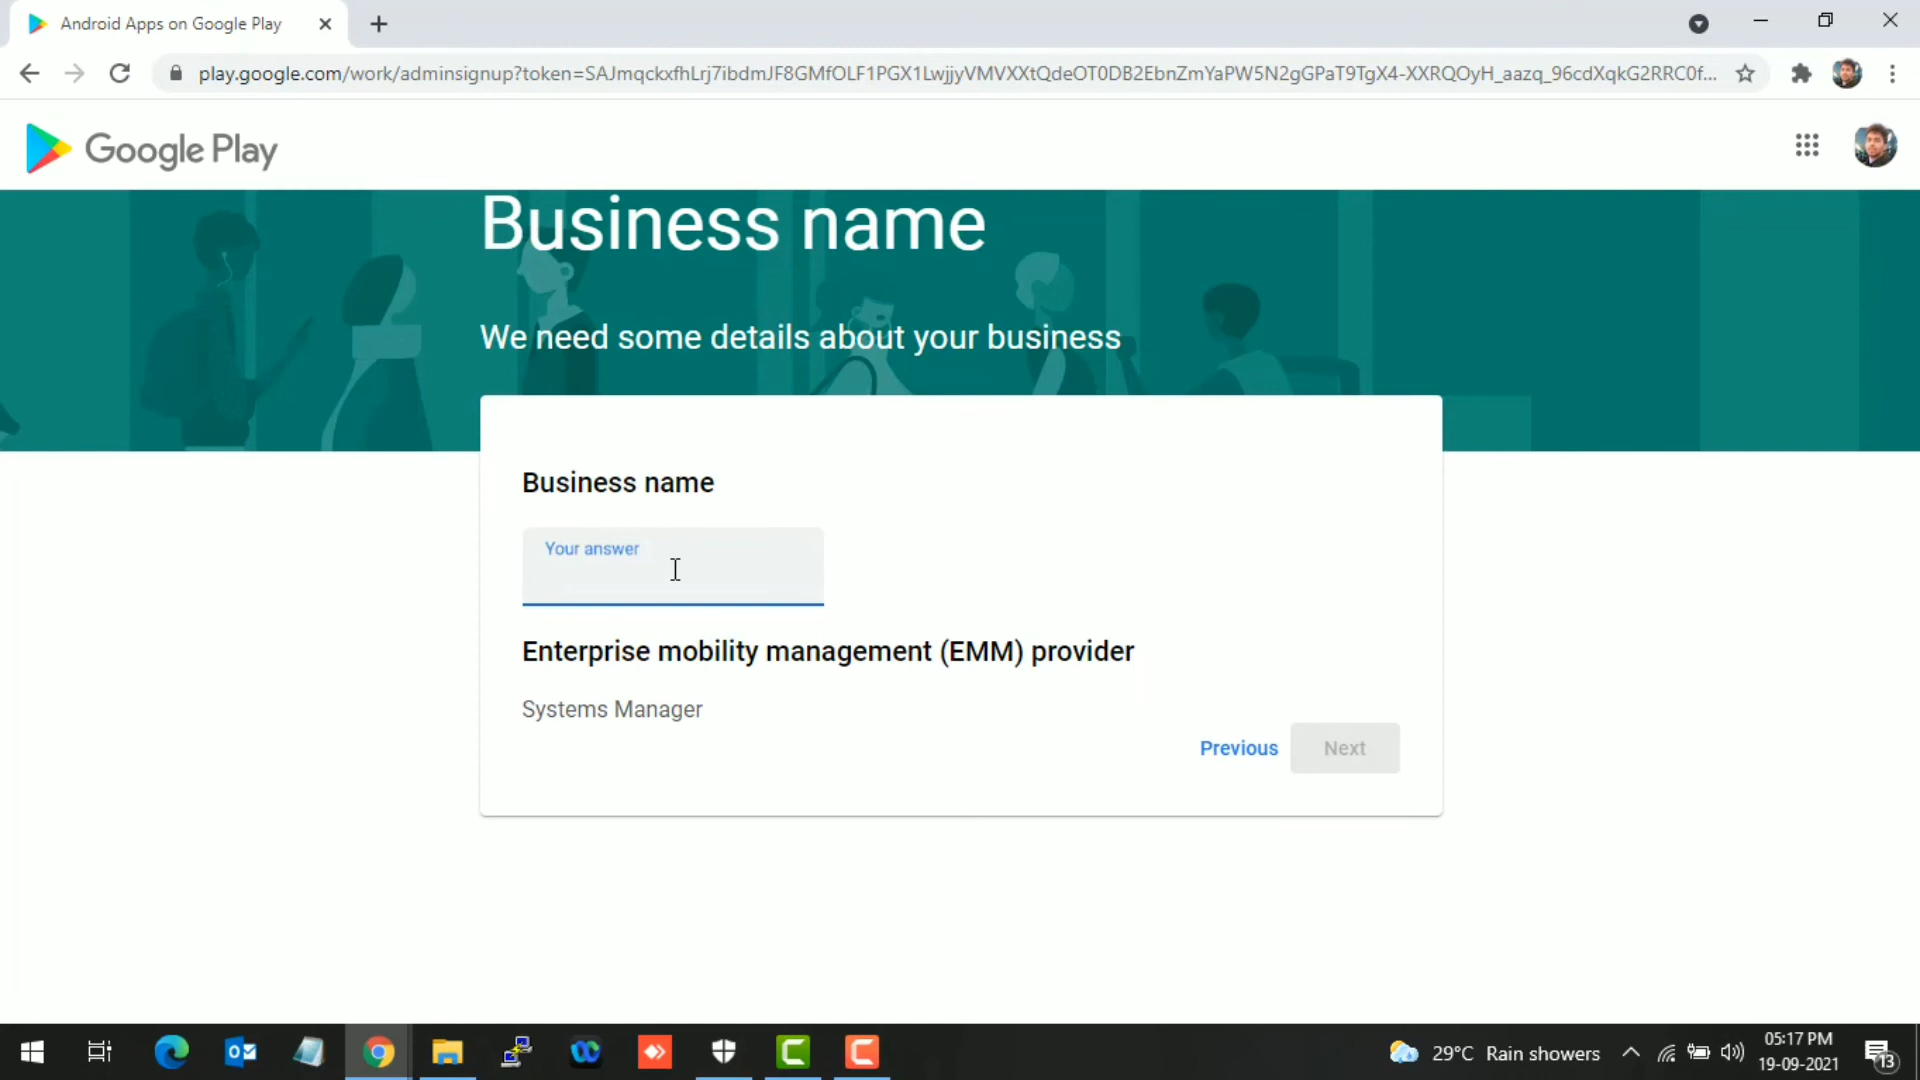 Android Apps on Google Play
play.google.com/work/adminsignup?token=SAJmqckxfhLrj7ibdmJF8GMfOLF1PGX1LwjjyVMVXXtQdeOT0DB2EbnZmYaPW5N2gGPaT9TgX4-XXRQOyH_aazq_96cdXqkG2RRC0f...
Google Play
Business name
We need some details about your business
Business name
Your answer
Enterprise mobility management (EMM) provider
Systems Manager
Previous Next
29°C Rain showers
05:17 PM
19-09-2021
13